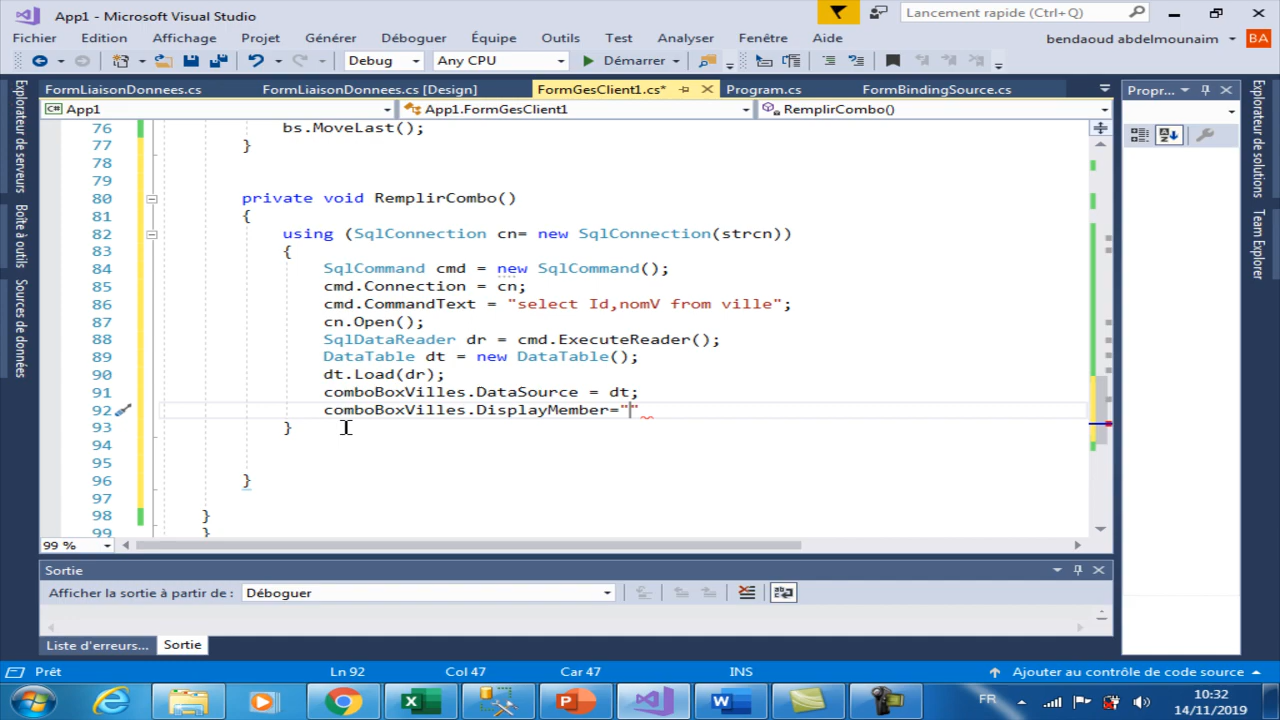 App1 - Microsoft Visual Studio
Lancement rapide (Ctrl+Q)
Fichier Edition Affichage Projet Générer Déboguer Équipe Outils Test Analyser Fenêtre Aide
bendaoud abdelmounaim BA
Debug Any CPU Démarrer
FormLiaisonDonnees.cs FormLiaisonDonnees.cs [Design] FormGesClient1.cs* Program.cs FormBindingSource.cs
Propr...
App1 App1.FormGesClient1 RemplirCombo()
Explorateur de serveurs
Boîte à outils
Sources de données
Explorateur de solutions
Team Explorer
76 bs.MoveLast();
77 }
78
79
80 private void RemplirCombo()
81 {
82 using (SqlConnection cn= new SqlConnection(strcn))
83 {
84 SqlCommand cmd = new SqlCommand();
85 cmd.Connection = cn;
86 cmd.CommandText = "select Id,nomV from ville";
87 cn.Open();
88 SqlDataReader dr = cmd.ExecuteReader();
89 DataTable dt = new DataTable();
90 dt.Load(dr);
91 comboBoxVilles.DataSource = dt;
92 comboBoxVilles.DisplayMember=""
93 }
94
95
96 }
97
98 }
99 }
99 %
Sortie
Afficher la sortie à partir de : Déboguer
Liste d'erreurs... Sortie
Prêt Ln 92 Col 47 Car 47 INS Ajouter au contrôle de code source
FR 10:32
14/11/2019